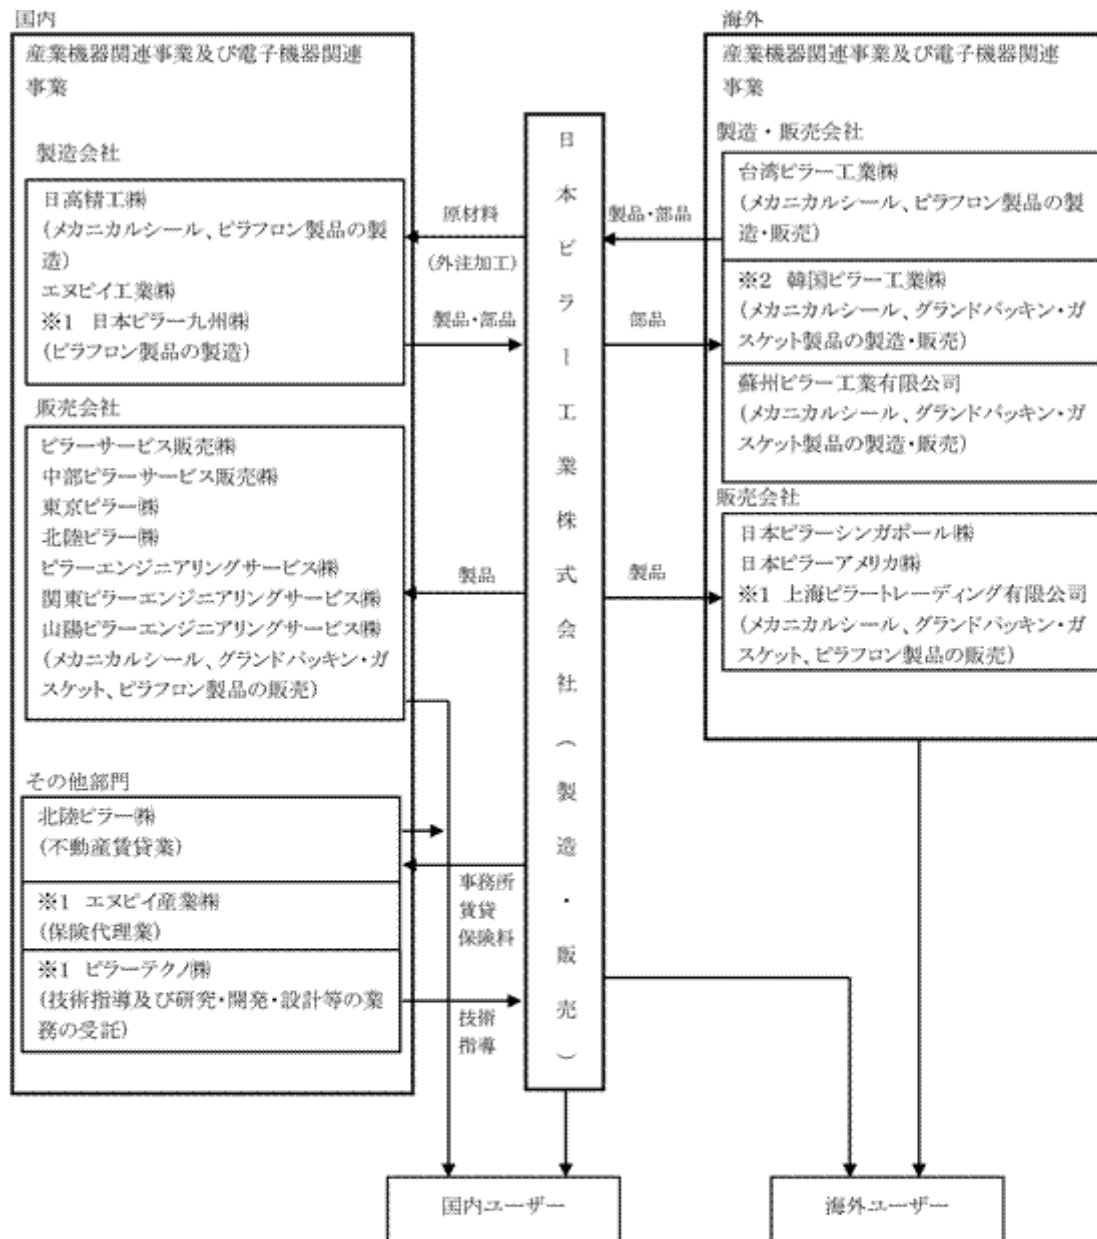 国内
産業機器関連事業及び電子機器関連
事業
製造会社
日高精工㈱
(メカニカルシール、ピラフロン製品の製
造)
エヌピイ工業㈱
※1 日本ピラー九州㈱
(ピラフロン製品の製造)
販売会社
ピラーサービス販売㈱
中部ピラーサービス販売㈱
東京ピラー㈱
北陸ピラー㈱
ピラーエンジニアリングサービス㈱
関東ピラーエンジニアリングサービス㈱
山陽ピラーエンジニアリングサービス㈱
(メカニカルシール、グランドパッキン・ガ
スケット、ピラフロン製品の販売)
その他部門
北陸ピラー㈱
(不動産賃貸業)
※1 エヌピイ産業㈱
(保険代理業)
※1 ピラーテクノ㈱
(技術指導及び研究・開発・設計等の業
務の受託)
原材料
(外注加工)
製品・部品
製品
事務所
賃貸
保険料
技術
指導
日本ピラー工業株式会社(製造・販売)
製品・部品
部品
製品
海外
産業機器関連事業及び電子機器関連
事業
製造・販売会社
台湾ピラー工業㈱
(メカニカルシール、ピラフロン製品の製
造・販売)
※2 韓国ピラー工業㈱
(メカニカルシール、グランドパッキン・ガ
スケット製品の製造・販売)
蘇州ピラー工業有限公司
(メカニカルシール、グランドパッキン・ガ
スケット製品の製造・販売)
販売会社
日本ピラーシンガポール㈱
日本ピラーアメリカ㈱
※1 上海ピラートレーディング有限公司
(メカニカルシール、グランドパッキン・ガ
スケット、ピラフロン製品の販売)
国内ユーザー
海外ユーザー